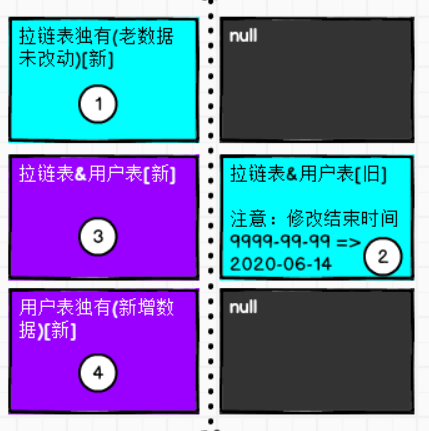 拉链表独有(老数据
未改动)[新]
1
null
拉链表&用户表[新]
3
拉链表&用户表[旧]
注意：修改结束时间
9999-99-99 =>
2020-06-14
2
用户表独有(新增数
据)[新]
4
null